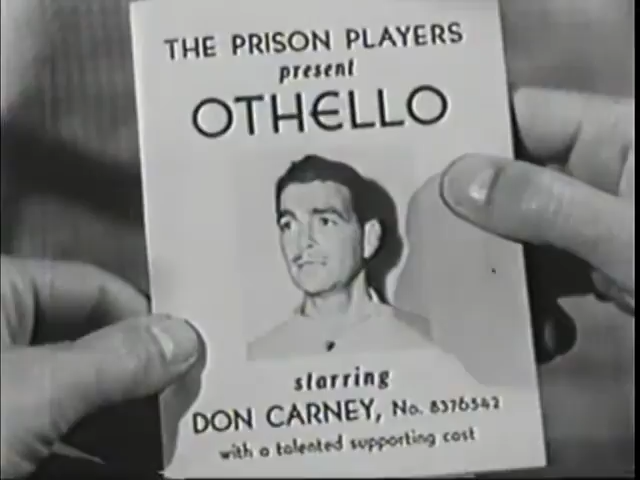 THE PRISON PLAYERS
present
OTHELLO
starring
DON CARNEY, No. 8376542
with a talented supporting cast